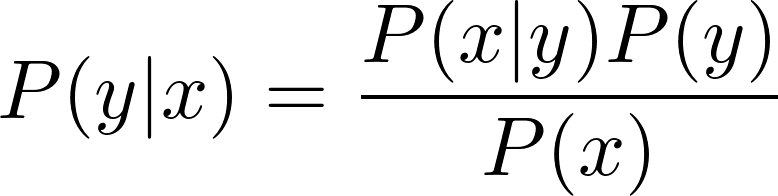 P(y|x) = P(x|y)P(y) / P(x)